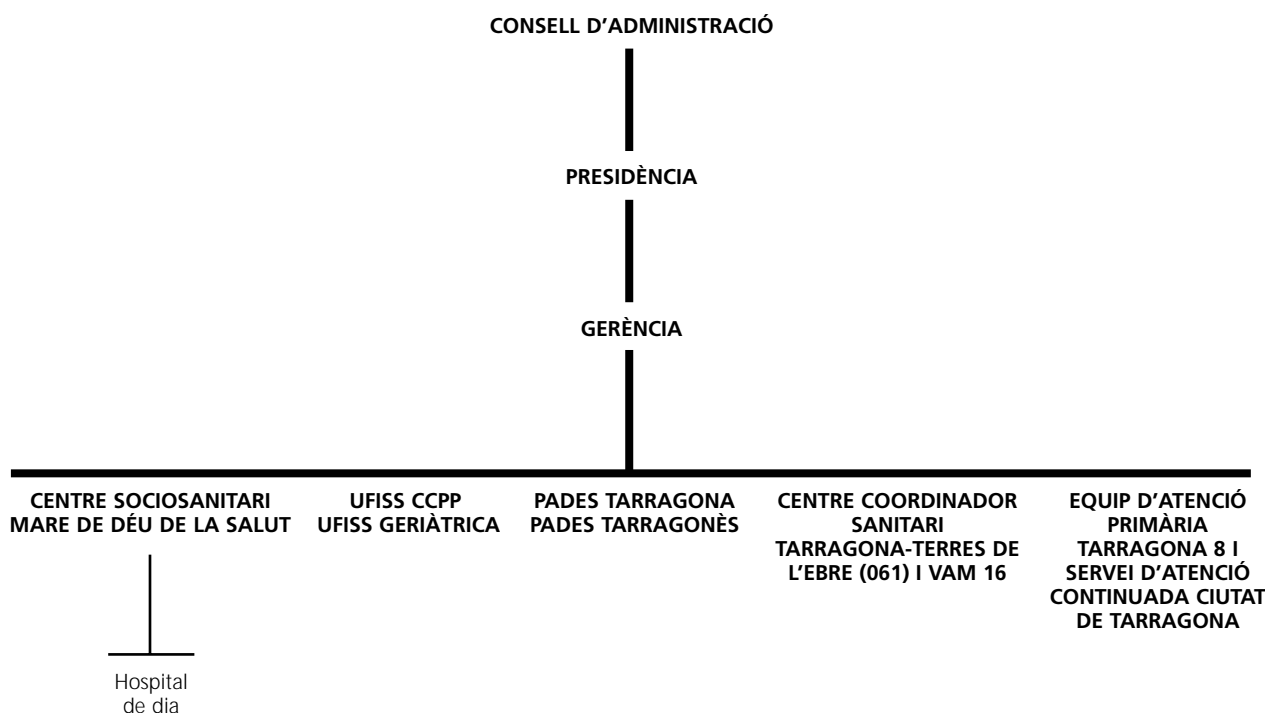 CONSELL D'ADMINISTRACIÓ
PRESIDÈNCIA
GERÈNCIA
CENTRE SOCIOSANITARI
MARE DE DÉU DE LA SALUT
UFISS CCPP
UFISS GERIÀTRICA
PADES TARRAGONA
PADES TARRAGONÈS
CENTRE COORDINADOR
SANITARI
TARRAGONA-TERRES DE
L'EBRE (061) I VAM 16
EQUIP D'ATENCIÓ
PRIMÀRIA
TARRAGONA 8 I
SERVEI D'ATENCIÓ
CONTINUADA CIUTAT
DE TARRAGONA
Hospital
de dia